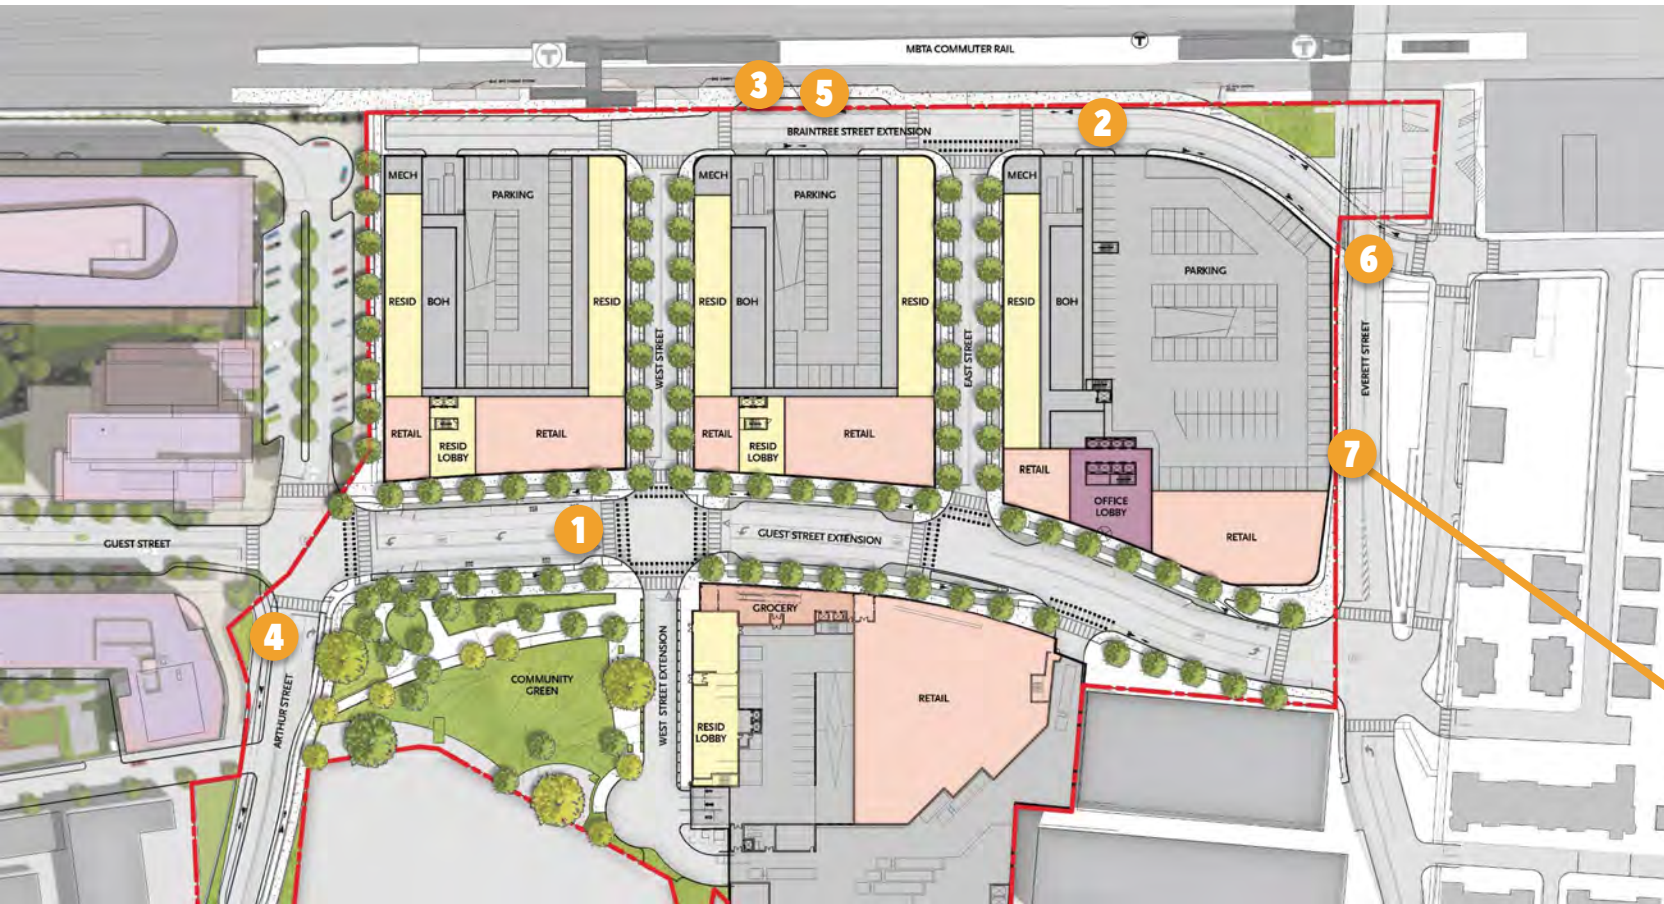 T
MBTA COMMUTER RAIL
T
T
3
5
2
BRAINTREE STREET EXTENSION
MECH
PARKING
MECH
PARKING
MECH
6
PARKING
RESID
BOH
RESID
RESID
BOH
RESID
RESID
BOH
WEST STREET
EAST STREET
EVERETT STREET
RETAIL
RESID
LOBBY
RETAIL
RETAIL
RESID
LOBBY
RETAIL
7
RETAIL
OFFICE
LOBBY
RETAIL
GUEST STREET
1
GUEST STREET EXTENSION
4
GROCERY
ARTHUR STREET
COMMUNITY
GREEN
WEST STREET EXTENSION
RESID
LOBBY
RETAIL